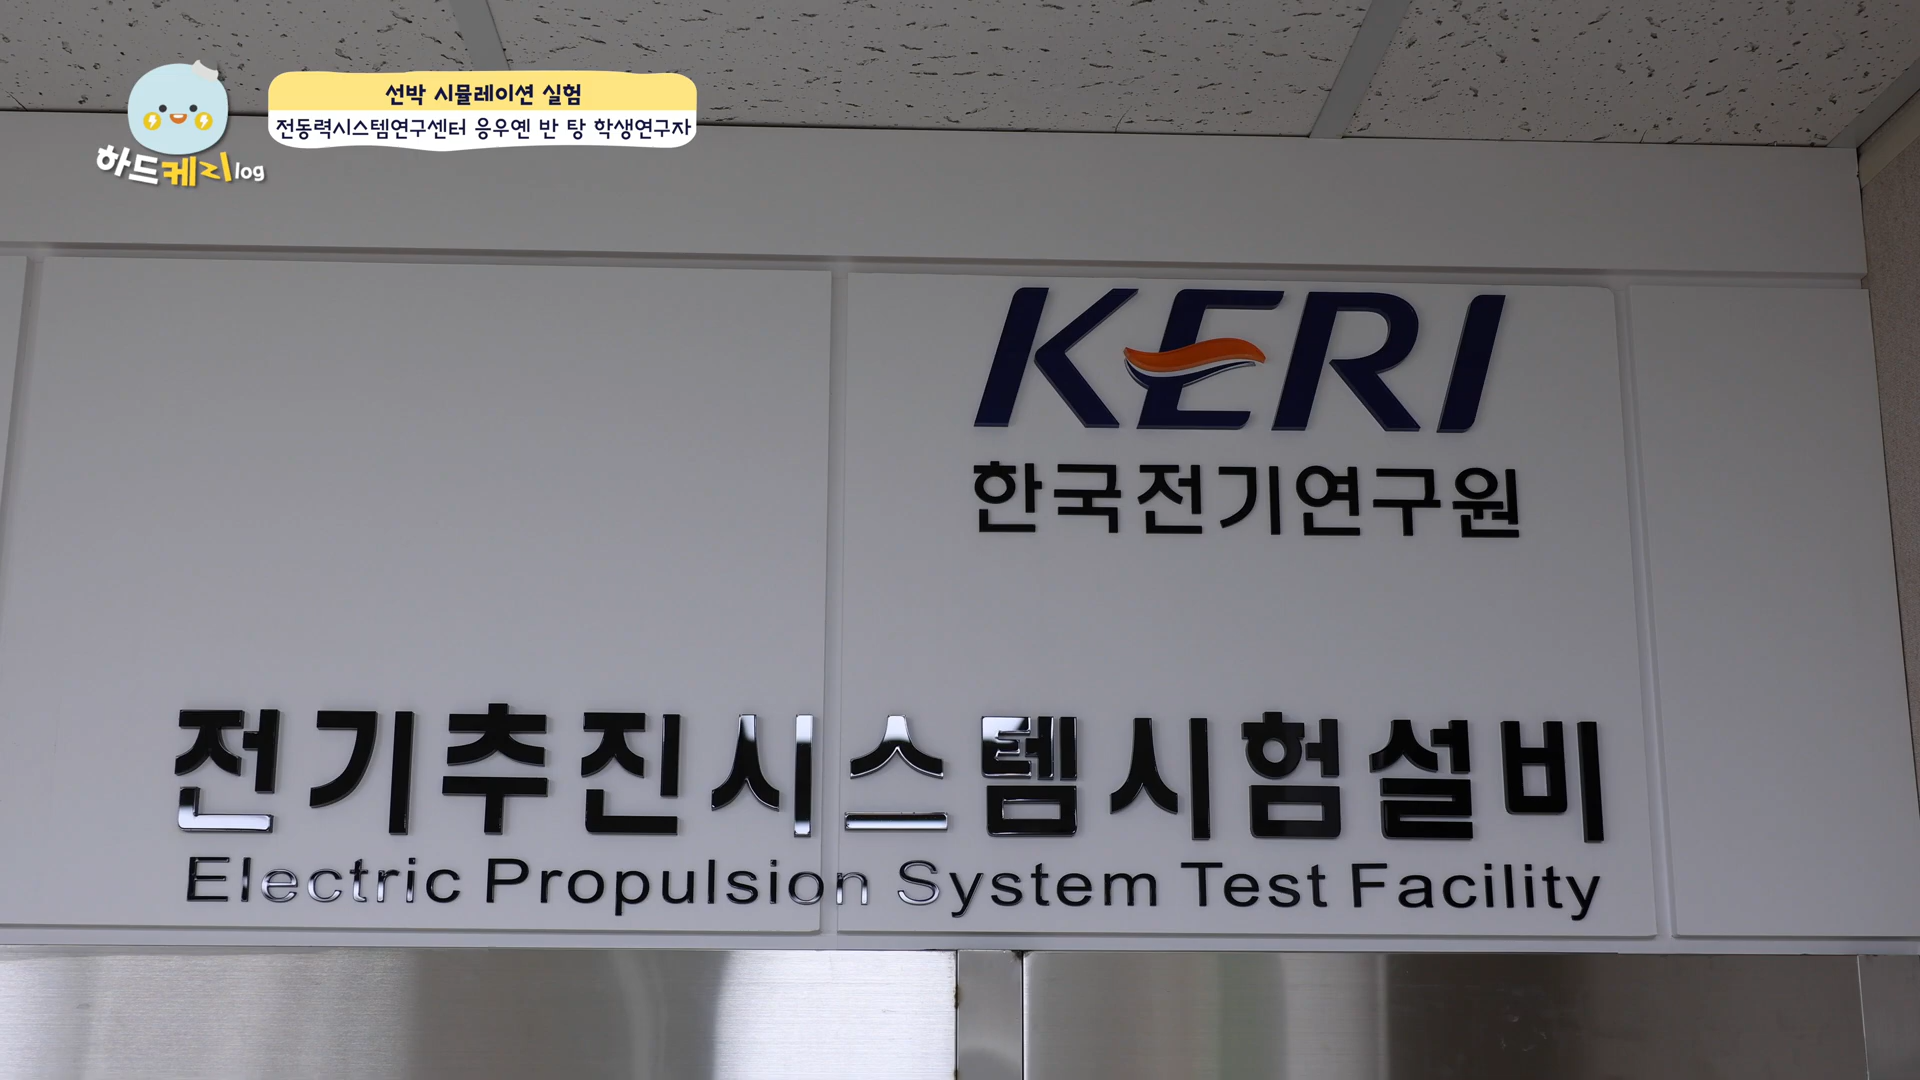 선박 시뮬레이션 실험
전동력시스템연구센터 응우옌 반 탕 학생연구자
하드케리log
KERI
한국전기연구원
전기추진시스템시험설비
Electric Propulsion System Test Facility